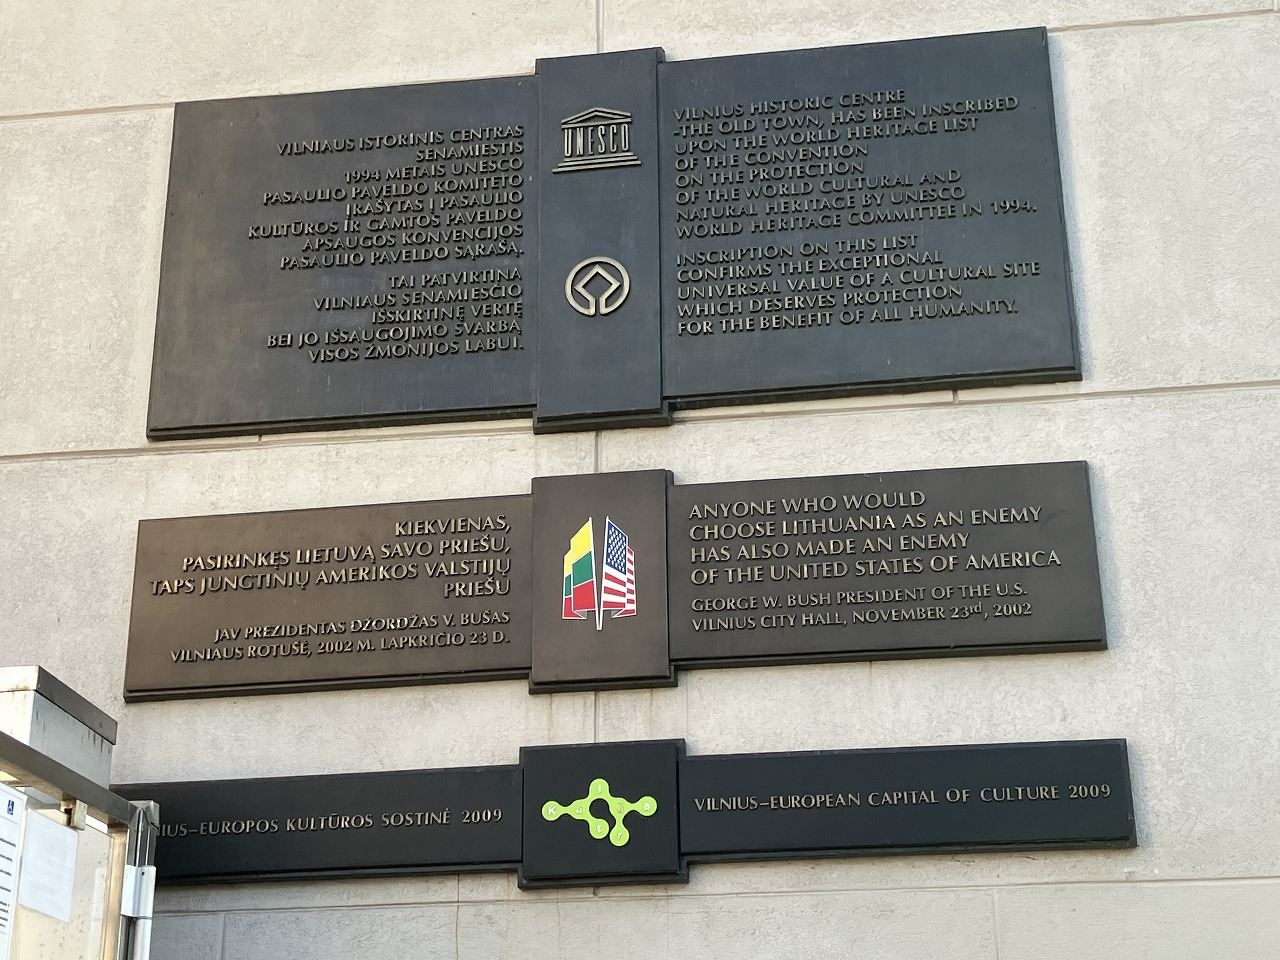 VILNIAUS ISTORINIS CENTRAS
SENAMIESTIS
1994 METAIS UNESCO
PASAULIO PAVELDO KOMITETO
ĮRAŠYTAS Į PASAULIO
KULTŪROS IR GAMTOS PAVELDO
APSAUGOS KONVENCIJOS
PASAULIO PAVELDO SĄRAŠĄ.
TAI PATVIRTINA
VILNIAUS SENAMIESČIO
IŠSKIRTINĘ VERTĘ
BEI JO IŠSAUGOJIMO SVARBĄ
VISOS ŽMONIJOS LABUI.
UNESCO
VILNIUS HISTORIC CENTRE
-THE OLD TOWN, HAS BEEN INSCRIBED
UPON THE WORLD HERITAGE LIST
OF THE CONVENTION
ON THE PROTECTION
OF THE WORLD CULTURAL AND
NATURAL HERITAGE BY UNESCO
WORLD HERITAGE COMMITTEE IN 1994.
INSCRIPTION ON THIS LIST
CONFIRMS THE EXCEPTIONAL
UNIVERSAL VALUE OF A CULTURAL SITE
WHICH DESERVES PROTECTION
FOR THE BENEFIT OF ALL HUMANITY.
KIEKVIENAS,
PASIRINKĘS LIETUVĄ SAVO PRIEŠU,
TAPS JUNGTINIŲ AMERIKOS VALSTIJŲ
PRIEŠU
JAV PREZIDENTAS DŽORDŽAS V. BUŠAS
VILNIAUS ROTUŠĖ, 2002 M. LAPKRIČIO 23 D.
ANYONE WHO WOULD
CHOOSE LITHUANIA AS AN ENEMY
HAS ALSO MADE AN ENEMY
OF THE UNITED STATES OF AMERICA
GEORGE W. BUSH PRESIDENT OF THE U.S.
VILNIUS CITY HALL, NOVEMBER 23rd, 2002
NIUS–EUROPOS KULTŪROS SOSTINĖ 2009
VILNIUS–EUROPEAN CAPITAL OF CULTURE 2009